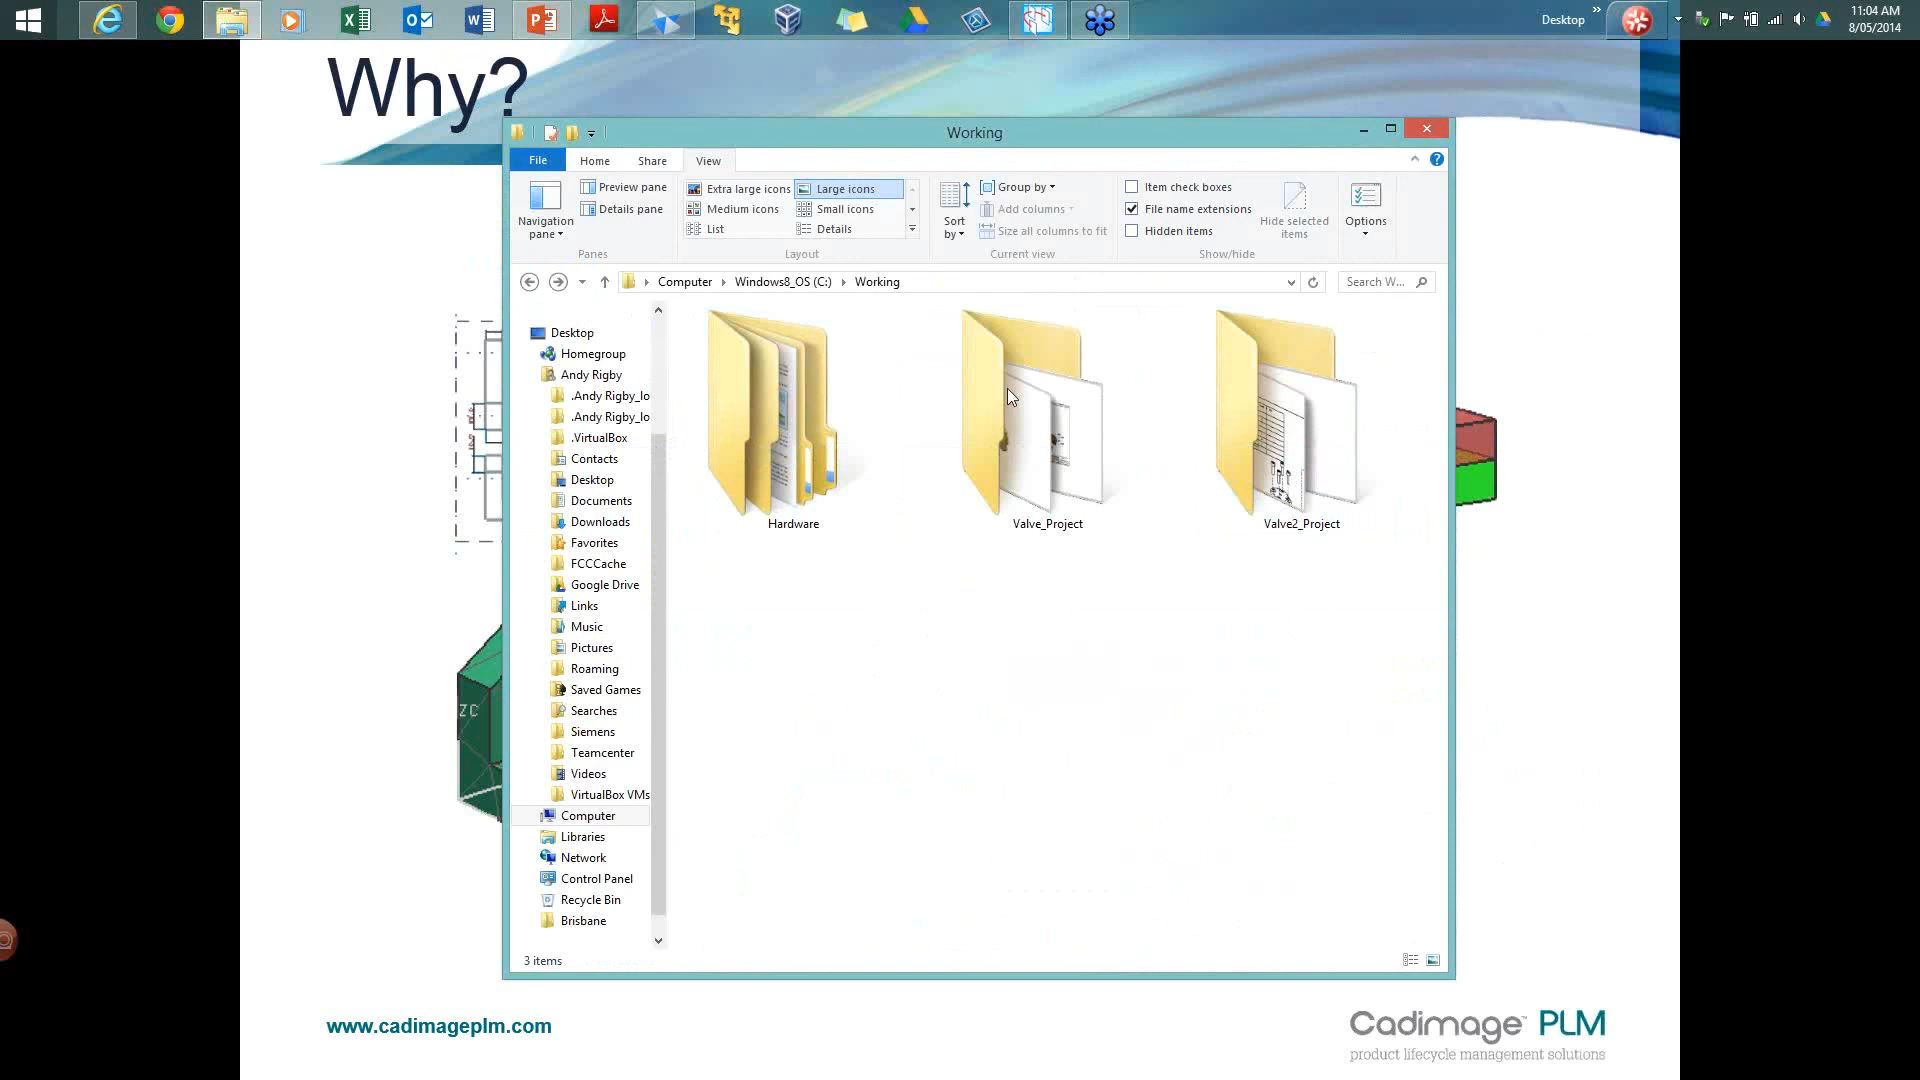 Desktop
11:04 AM
8/05/2014
Why?
Working
File Home Share View
Navigation pane
Preview pane
Details pane
Panes
Extra large icons Large icons
Medium icons Small icons
List Details
Layout
Sort by
Group by
Add columns
Size all columns to fit
Current view
Item check boxes
File name extensions
Hidden items
Hide selected items
Show/hide
Options
Computer Windows8_OS (C:) Working
Search W...
Desktop
Homegroup
Andy Rigby
.Andy Rigby_lo
.Andy Rigby_lo
.VirtualBox
Contacts
Desktop
Documents
Downloads
Favorites
FCCCache
Google Drive
Links
Music
Pictures
Roaming
Saved Games
Searches
Siemens
Teamcenter
Videos
VirtualBox VMs
Computer
Libraries
Network
Control Panel
Recycle Bin
Brisbane
Hardware
Valve_Project
Valve2_Project
ZC
3 items
www.cadimageplm.com
Cadimage™ PLM
product lifecycle management solutions